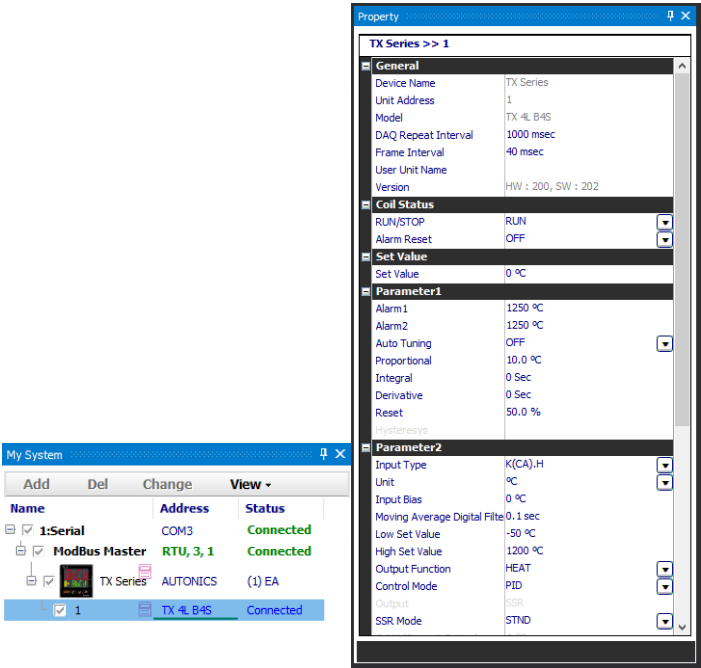 Property
TX Series >> 1
General
Device Name TX Series
Unit Address 1
Model TX 4L B4S
DAQ Repeat Interval 1000 msec
Frame Interval 40 msec
User Unit Name
Version HW : 200, SW : 202
Coil Status
RUN/STOP RUN
Alarm Reset OFF
Set Value
Set Value 0 ºC
Parameter1
Alarm1 1250 ºC
Alarm2 1250 ºC
Auto Tuning OFF
Proportional 10.0 ºC
Integral 0 Sec
Derivative 0 Sec
Reset 50.0 %
Hysteresys
Parameter2
Input Type K(CA).H
Unit ºC
Input Bias 0 ºC
Moving Average Digital Filte 0.1 sec
Low Set Value -50 ºC
High Set Value 1200 ºC
Output Function HEAT
Control Mode PID
Output SSR
SSR Mode STND
My System
Add Del Change View
Name Address Status
1:Serial COM3 Connected
ModBus Master RTU, 3, 1 Connected
TX Series AUTONICS (1) EA
1 TX 4L B4S Connected